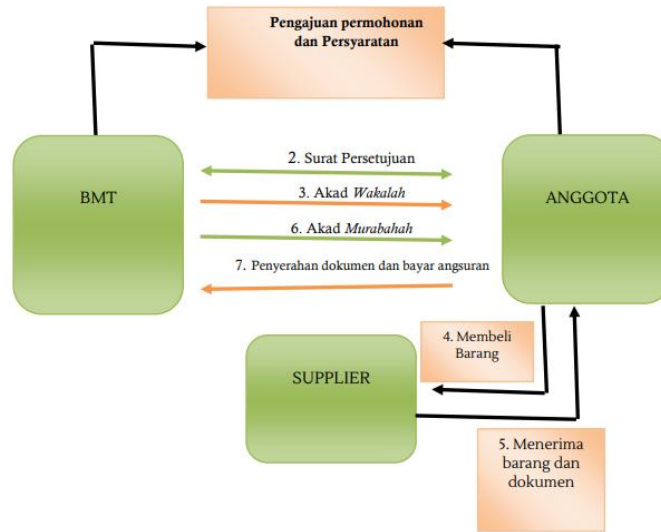 Pengajuan permohonan
dan Persyaratan
2. Surat Persetujuan
BMT
3. Akad Wakalah
ANGGOTA
6. Akad Murabahah
7. Penyerahan dokumen dan bayar angsuran
4. Membeli
Barang
SUPPLIER
5. Menerima
barang dan
dokumen